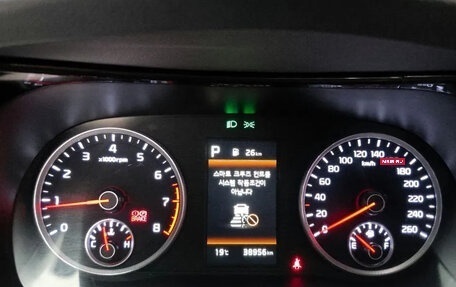 0 1 2 3 4 5 6 7 8
x1000rpm
BRAKE
H
P 26km
스마트 크루즈 컨트롤
시스템 작동조건이
아닙니다
19℃ 30956km
0 20 40 60 80 100 120 140 180 200 220 240 260
km/h